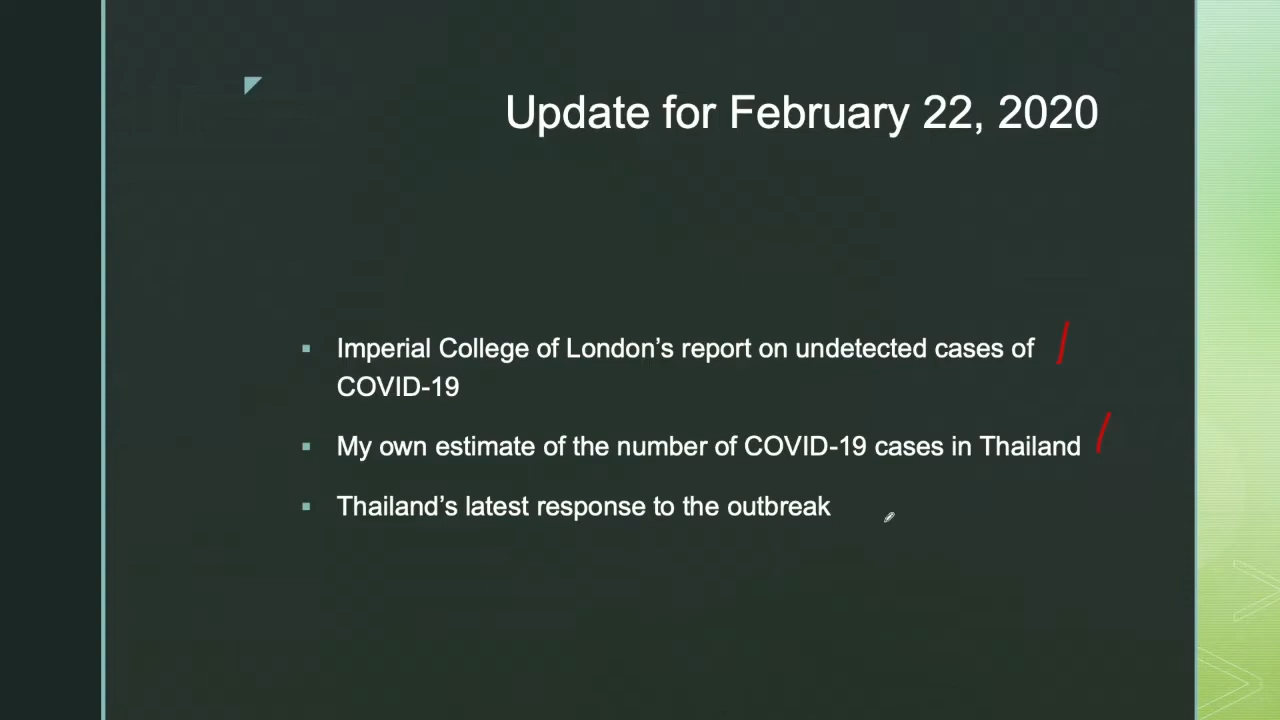 Update for February 22, 2020
▪ Imperial College of London’s report on undetected cases of
COVID-19
▪ My own estimate of the number of COVID-19 cases in Thailand
▪ Thailand’s latest response to the outbreak